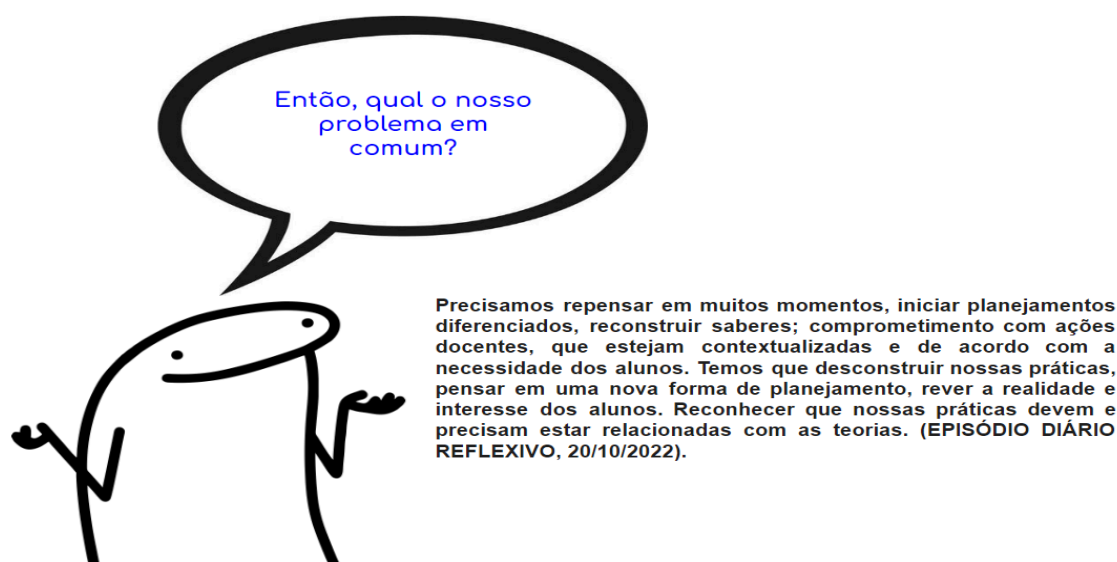 Então, qual o nosso
problema em
comum?
Precisamos repensar em muitos momentos, iniciar planejamentos
diferenciados, reconstruir saberes; comprometimento com ações
docentes, que estejam contextualizadas e de acordo com a
necessidade dos alunos. Temos que desconstruir nossas práticas,
pensar em uma nova forma de planejamento, rever a realidade e
interesse dos alunos. Reconhecer que nossas práticas devem e
precisam estar relacionadas com as teorias. (EPISÓDIO DIÁRIO
REFLEXIVO, 20/10/2022).